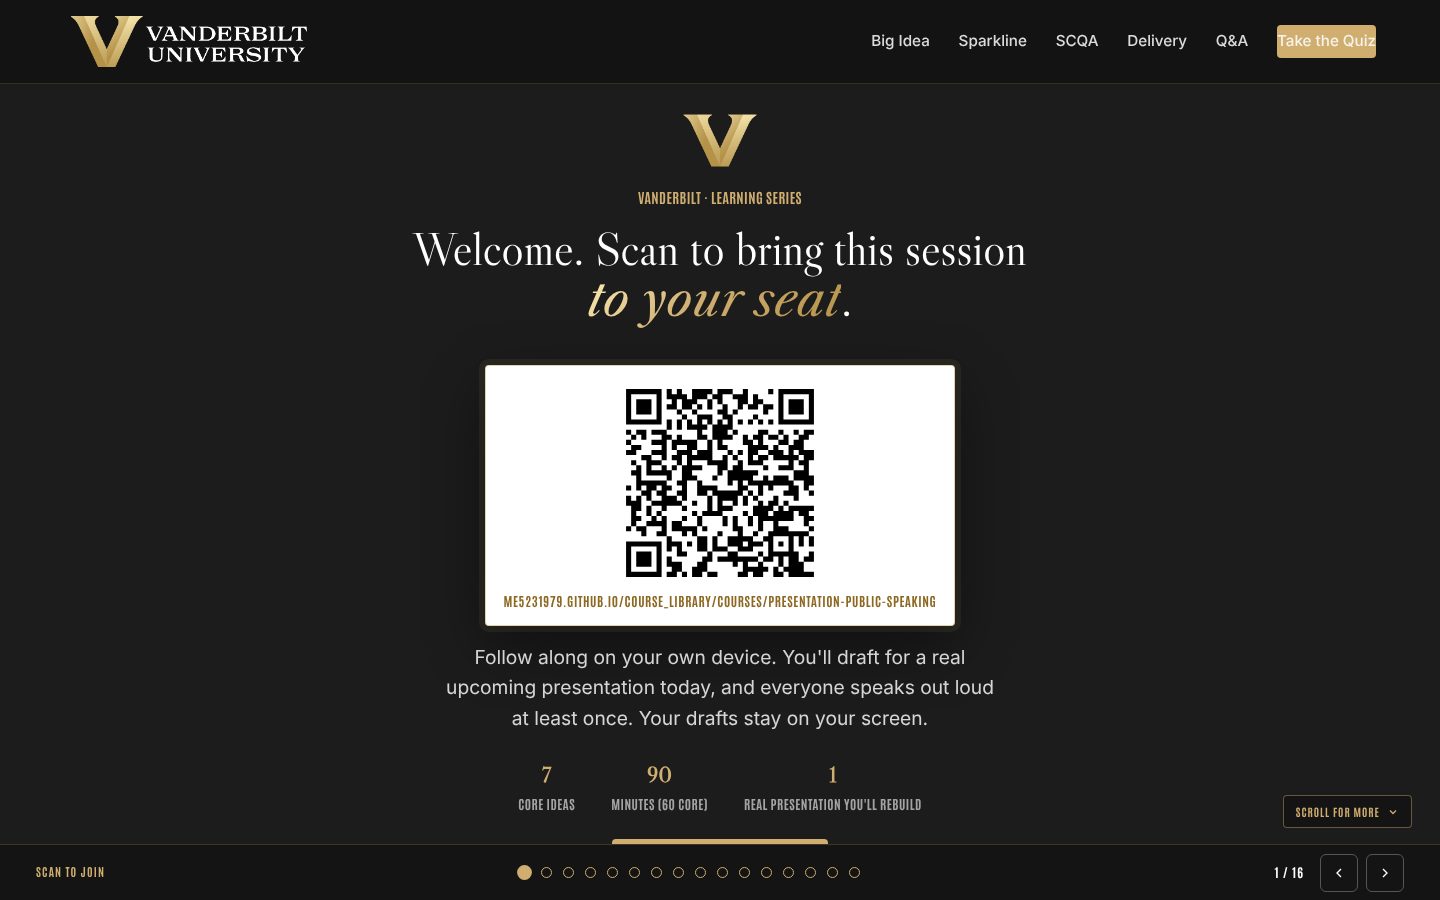 VANDERBILT
UNIVERSITY
Big Idea
Sparkline
SCQA
Delivery
Q&A
Take the Quiz
VANDERBILT · LEARNING SERIES
Welcome. Scan to bring this session
to your seat.
ME5231979.GITHUB.IO/COURSE_LIBRARY/COURSES/PRESENTATION-PUBLIC-SPEAKING
Follow along on your own device. You'll draft for a real
upcoming presentation today, and everyone speaks out loud
at least once. Your drafts stay on your screen.
7
CORE IDEAS
90
MINUTES (60 CORE)
1
REAL PRESENTATION YOU'LL REBUILD
SCROLL FOR MORE
SCAN TO JOIN
1 / 16